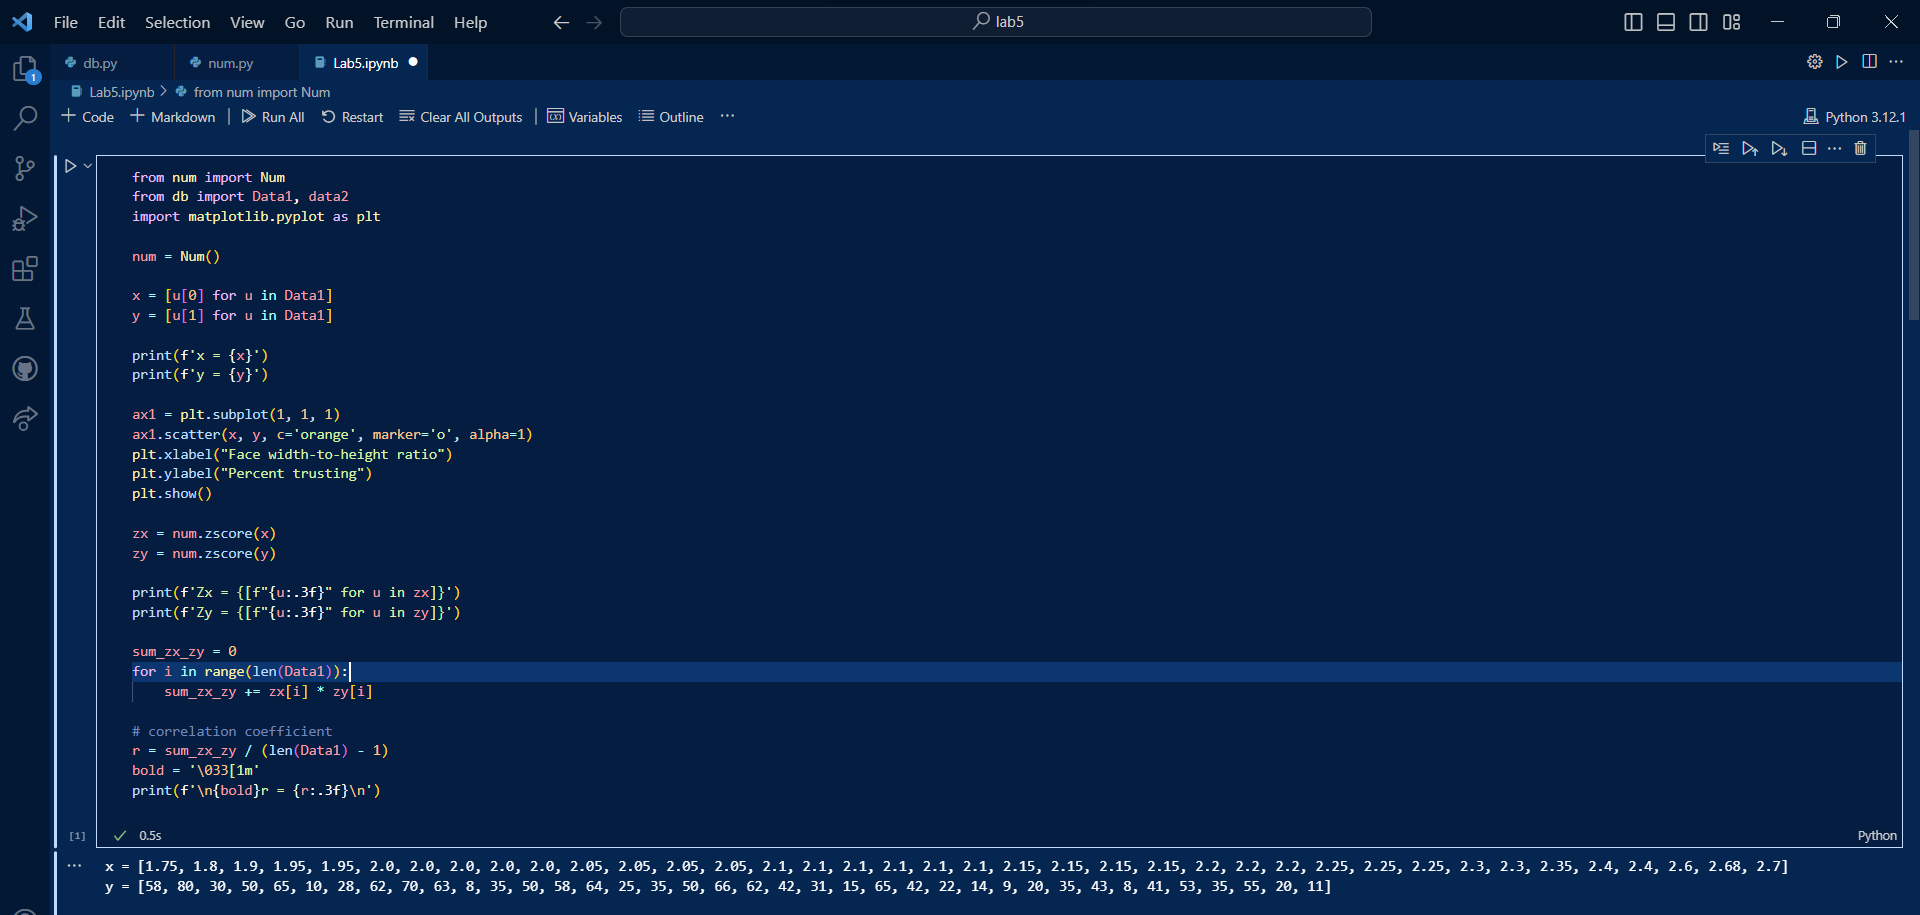 File Edit Selection View Go Run Terminal Help
lab5
db.py
num.py
Lab5.ipynb
1
Lab5.ipynb > from num import Num
Code Markdown Run All Restart Clear All Outputs Variables Outline ...
Python 3.12.1
from num import Num
from db import Data1, data2
import matplotlib.pyplot as plt
num = Num()
x = [u[0] for u in Data1]
y = [u[1] for u in Data1]
print(f'x = {x}')
print(f'y = {y}')
ax1 = plt.subplot(1, 1, 1)
ax1.scatter(x, y, c='orange', marker='o', alpha=1)
plt.xlabel("Face width-to-height ratio")
plt.ylabel("Percent trusting")
plt.show()
zx = num.zscore(x)
zy = num.zscore(y)
print(f'Zx = {[f"{u:.3f}" for u in zx]}')
print(f'Zy = {[f"{u:.3f}" for u in zy]}')
sum_zx_zy = 0
for i in range(len(Data1)):
    sum_zx_zy += zx[i] * zy[i]
# correlation coefficient
r = sum_zx_zy / (len(Data1) - 1)
bold = '\033[1m'
print(f'\n{bold}r = {r:.3f}\n')
[1] 0.5s
Python
x = [1.75, 1.8, 1.9, 1.95, 1.95, 2.0, 2.0, 2.0, 2.0, 2.0, 2.05, 2.05, 2.05, 2.05, 2.1, 2.1, 2.1, 2.1, 2.1, 2.1, 2.15, 2.15, 2.15, 2.15, 2.2, 2.2, 2.2, 2.25, 2.25, 2.25, 2.3, 2.3, 2.35, 2.4, 2.4, 2.6, 2.68, 2.7]
y = [58, 80, 30, 50, 65, 10, 28, 62, 70, 63, 8, 35, 50, 58, 64, 25, 35, 50, 66, 62, 42, 31, 15, 65, 42, 22, 14, 9, 20, 35, 43, 8, 41, 53, 35, 55, 20, 11]